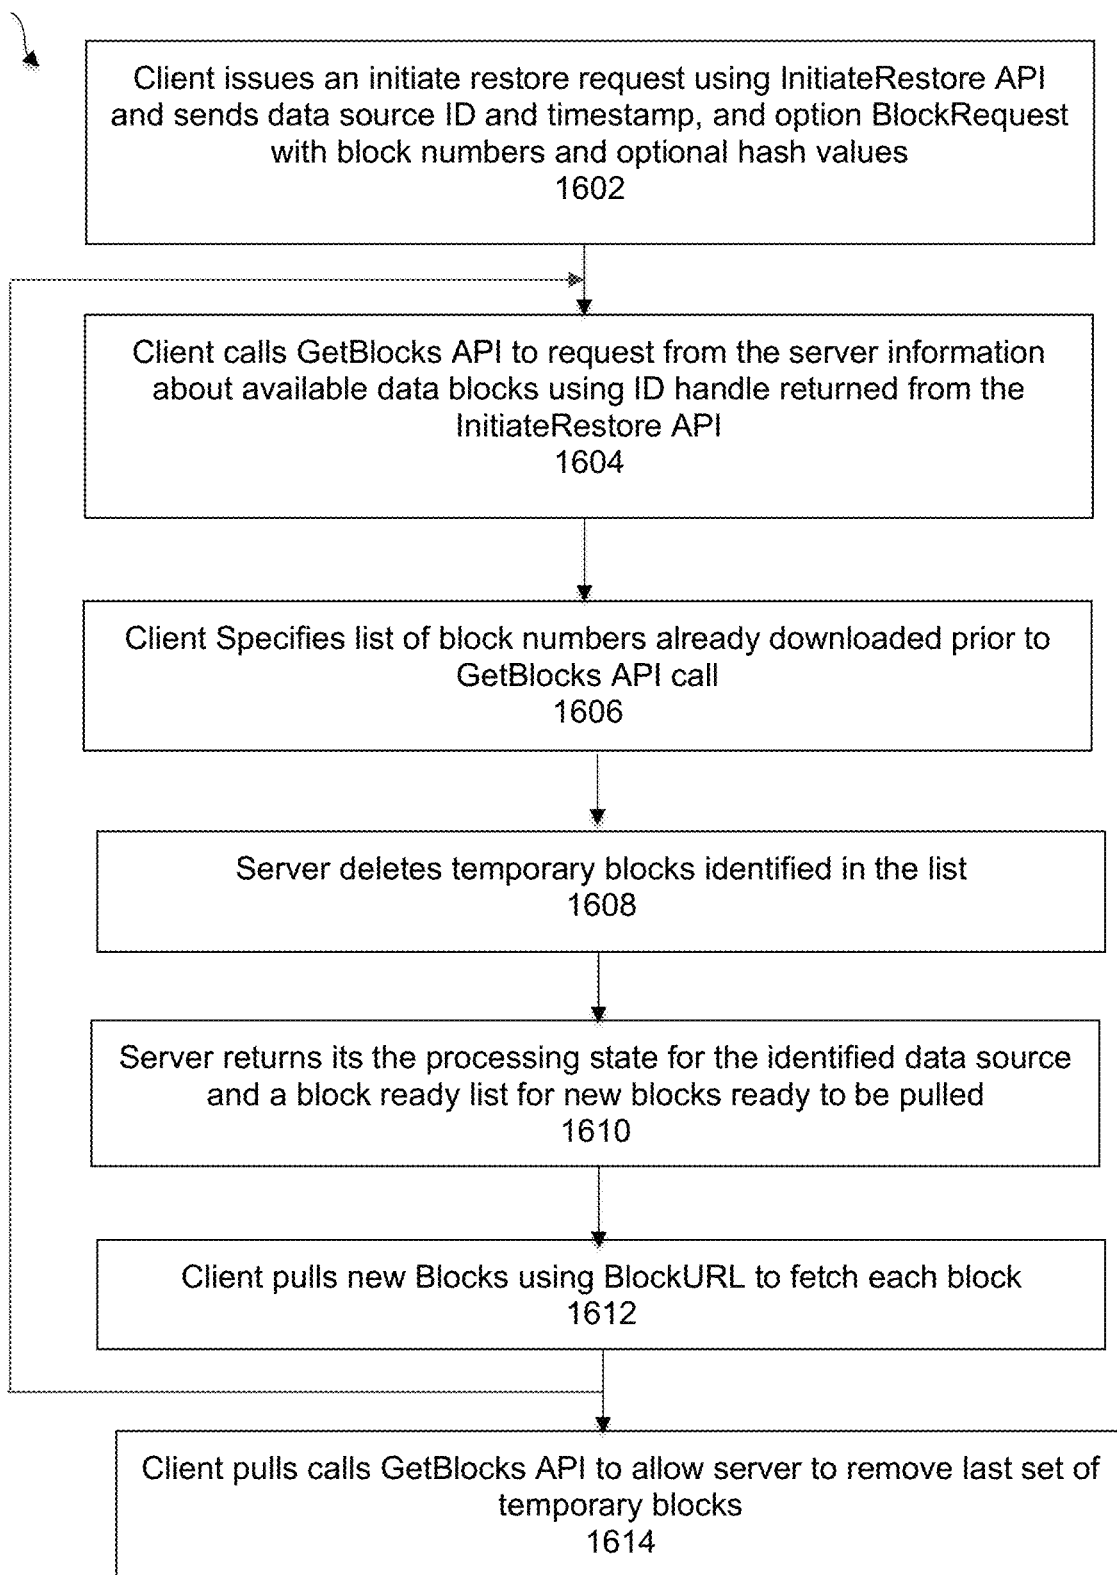 Client issues an initiate restore request using InitiateRestore API
and sends data source ID and timestamp, and option BlockRequest
with block numbers and optional hash values
1602
Client calls GetBlocks API to request from the server information
about available data blocks using ID handle returned from the
InitiateRestore API
1604
Client Specifies list of block numbers already downloaded prior to
GetBlocks API call
1606
Server deletes temporary blocks identified in the list
1608
Server returns its the processing state for the identified data source
and a block ready list for new blocks ready to be pulled
1610
Client pulls new Blocks using BlockURL to fetch each block
1612
Client pulls calls GetBlocks API to allow server to remove last set of
temporary blocks
1614